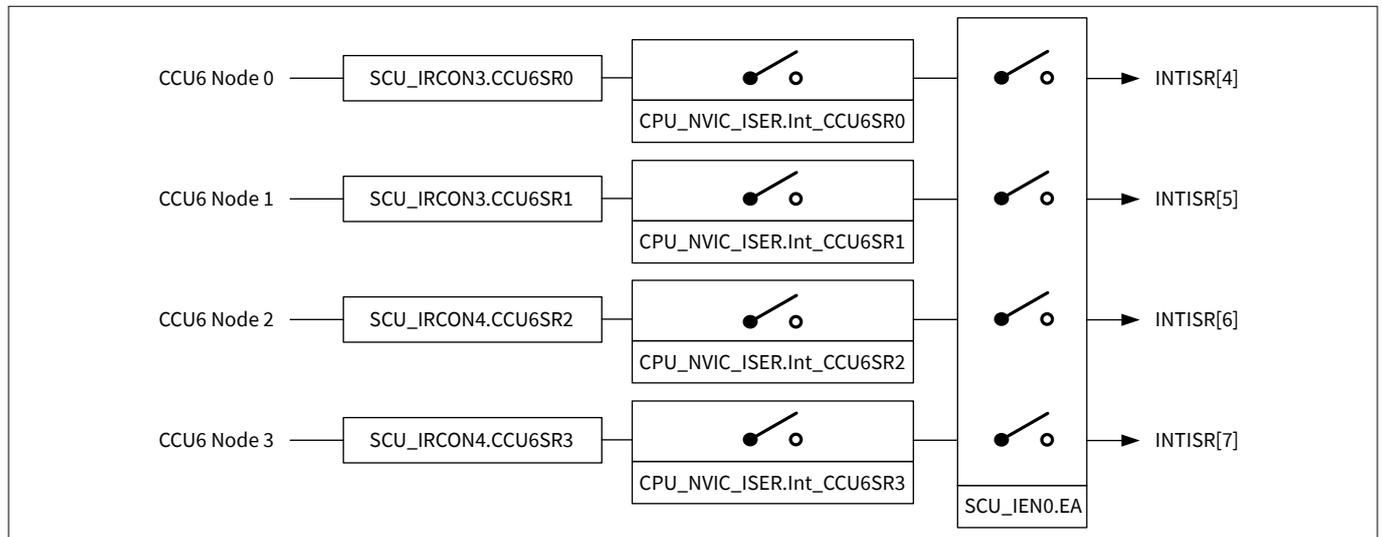 CCU6 Node 0
SCU_IRCON3.CCU6SR0
CPU_NVIC_ISER.Int_CCU6SR0
INTISR[4]
CCU6 Node 1
SCU_IRCON3.CCU6SR1
CPU_NVIC_ISER.Int_CCU6SR1
INTISR[5]
CCU6 Node 2
SCU_IRCON4.CCU6SR2
CPU_NVIC_ISER.Int_CCU6SR2
INTISR[6]
CCU6 Node 3
SCU_IRCON4.CCU6SR3
CPU_NVIC_ISER.Int_CCU6SR3
INTISR[7]
SCU_IEN0.EA